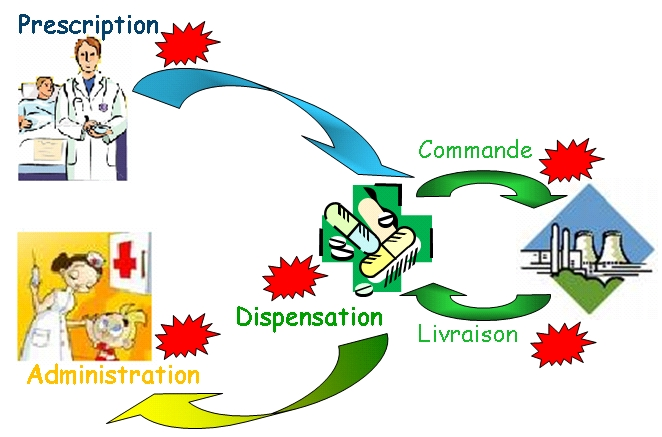 Prescription
Commande
Dispensation
Livraison
Administration